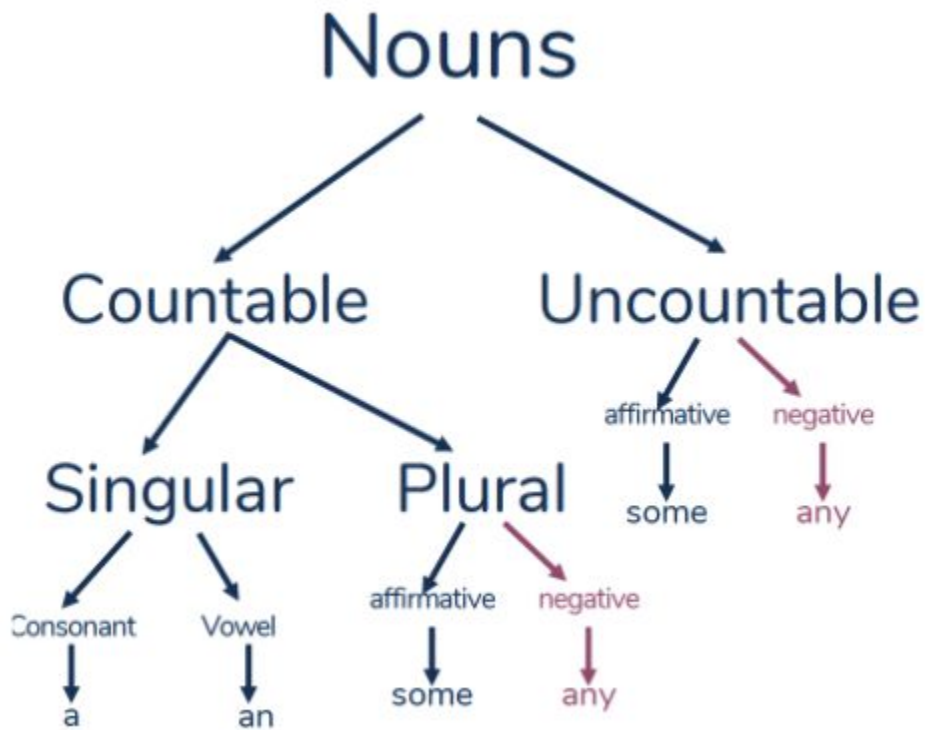 Nouns
Countable Uncountable
affirmative negative
Singular Plural
some any
affirmative negative
Consonant Vowel
some any
a an